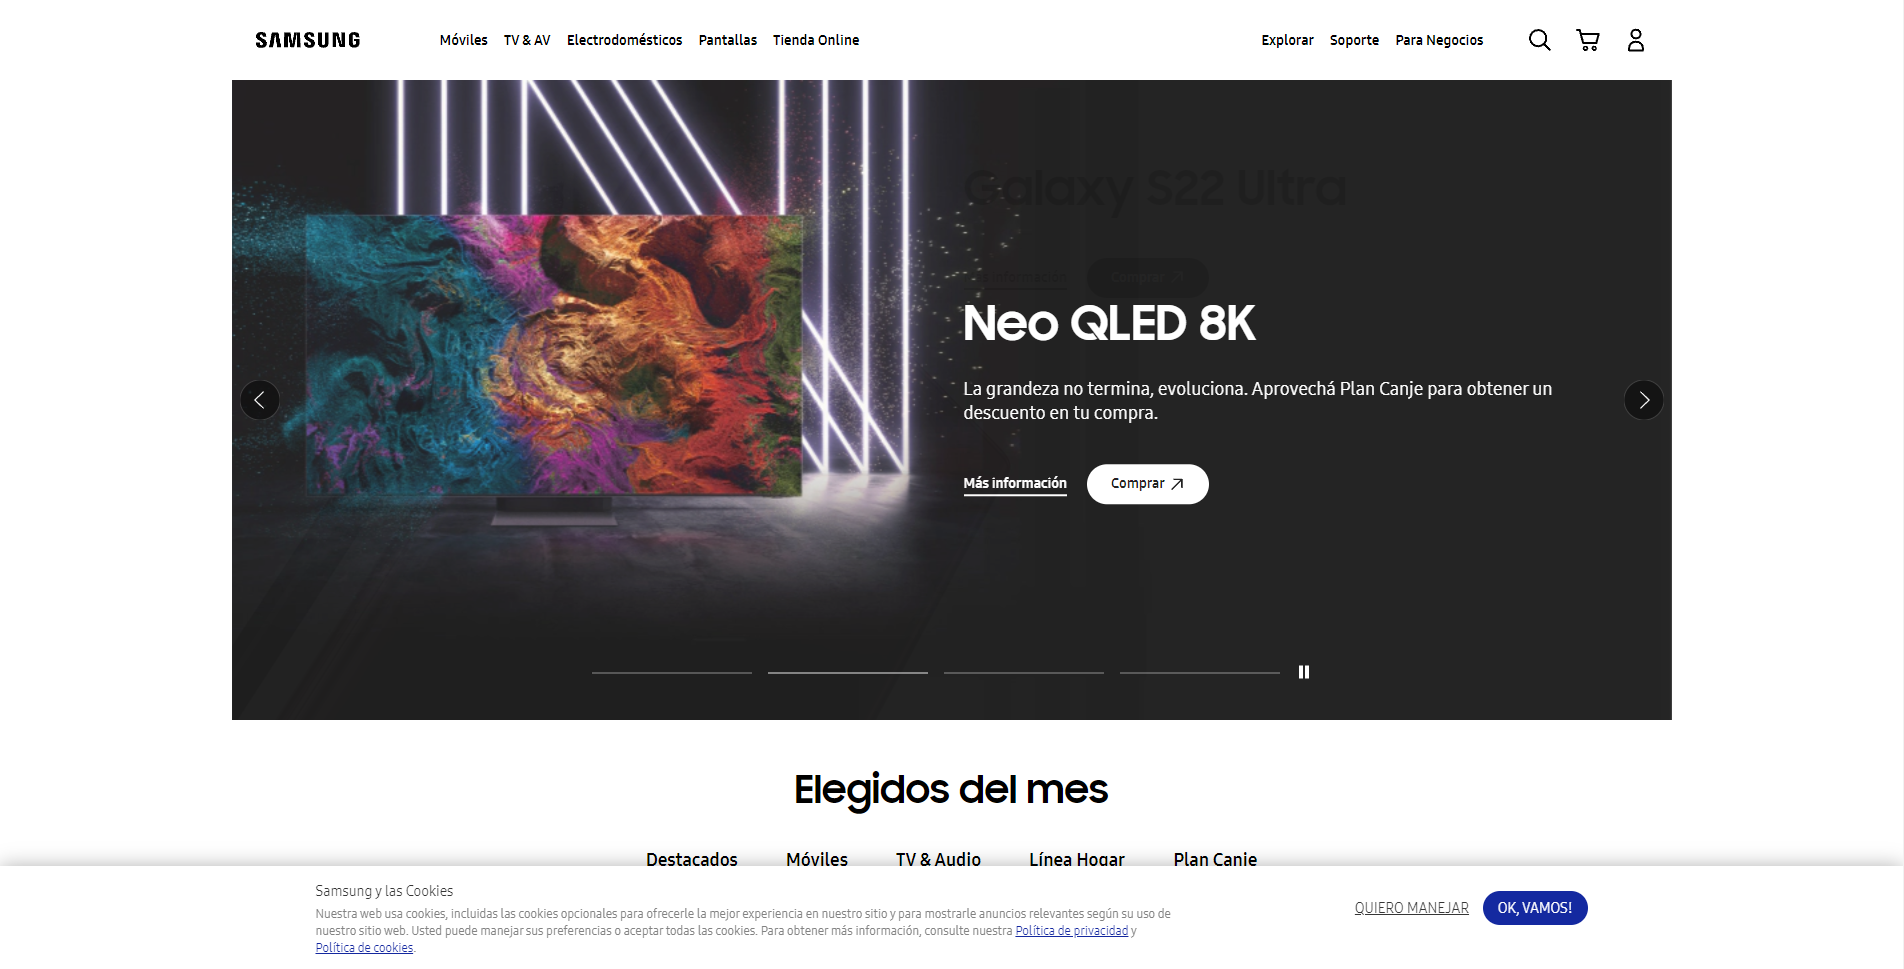 SAMSUNG
Móviles TV & AV Electrodomésticos Pantallas Tienda Online
Explorar Soporte Para Negocios
Galaxy S22 Ultra
información Comprar
Neo QLED 8K
La grandeza no termina, evoluciona. Aprovechá Plan Canje para obtener un
descuento en tu compra.
Más información Comprar
Elegidos del mes
Destacados Móviles TV & Audio Línea Hogar Plan Canje
Samsung y las Cookies
Nuestra web usa cookies, incluidas las cookies opcionales para ofrecerle la mejor experiencia en nuestro sitio y para mostrarle anuncios relevantes según su uso de
nuestro sitio web. Usted puede manejar sus preferencias o aceptar todas las cookies. Para obtener más información, consulte nuestra Política de privacidad y
Política de cookies.
QUIERO MANEJAR OK, VAMOS!